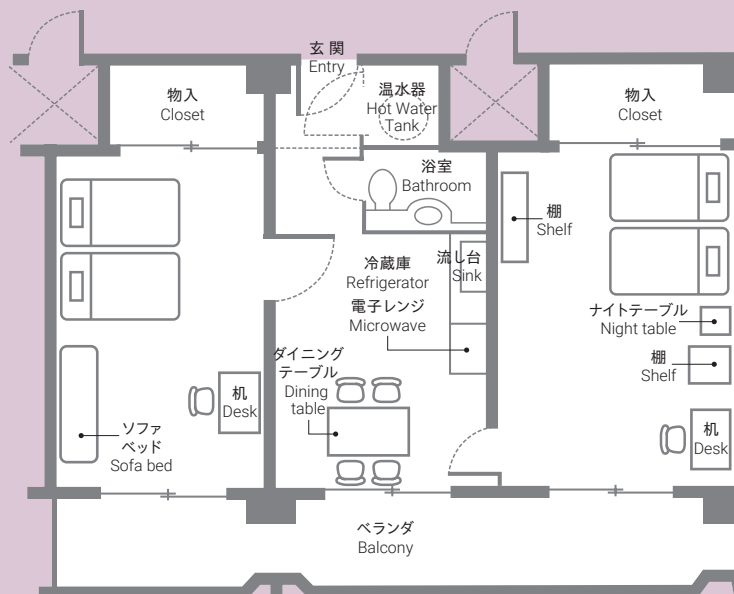 玄 関
Entry
物入
Closet
温水器
Hot Water
Tank
物入
Closet
浴室
Bathroom
棚
Shelf
冷蔵庫
Refrigerator
流し台
Sink
電子レンジ
Microwave
ナイトテーブル
Night table
ダイニング
テーブル
Dining
table
棚
Shelf
机
Desk
ソファ
ベッド
Sofa bed
机
Desk
ベランダ
Balcony